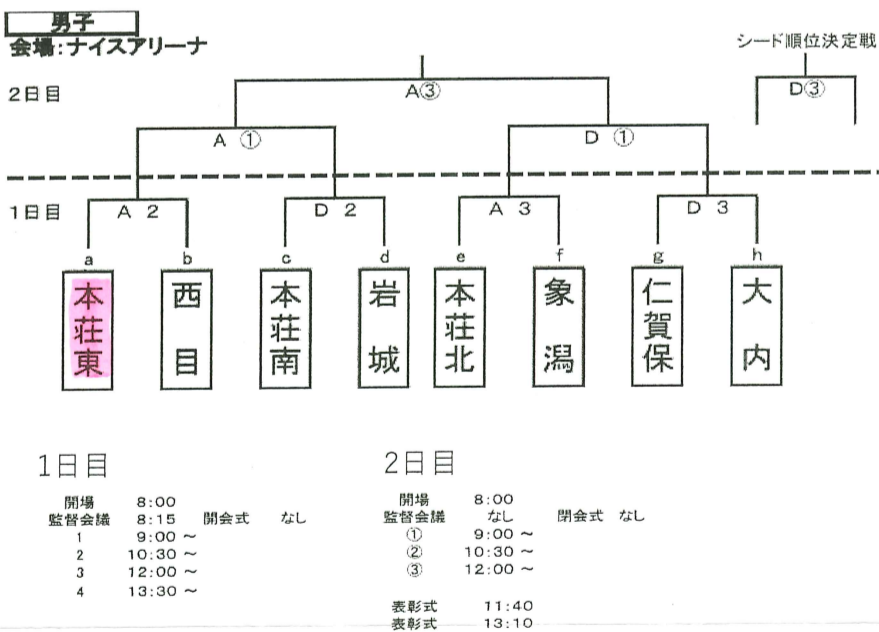 男子
会場:ナイスアリーナ
シード順位決定戦
2日目
A③
D③
A ①
D ①
1日目
A 2
D 2
A 3
D 3
a b c d e f g h
本荘東 西目 本荘南 岩城 本荘北 象潟 仁賀保 大内
1日目
開場 8:00
監督会議 8:15 開会式 なし
1 9:00 ~
2 10:30 ~
3 12:00 ~
4 13:30 ~
2日目
開場 8:00
監督会議 なし 閉会式 なし
① 9:00 ~
② 10:30 ~
③ 12:00 ~
表彰式 11:40
表彰式 13:10